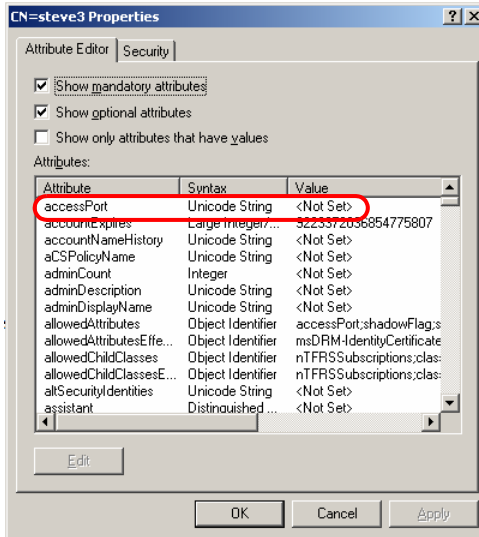 CN=steve3 Properties
Attribute Editor Security
Show mandatory attributes
Show optional attributes
Show only attributes that have values
Attributes:
Attribute Syntax Value
accessPort Unicode String <Not Set>
accountExpires Large Integer/... 9223372036854775807
accountNameHistory Unicode String <Not Set>
aCSPolicyName Unicode String <Not Set>
adminCount Integer <Not Set>
adminDescription Unicode String <Not Set>
adminDisplayName Unicode String <Not Set>
allowedAttributes Object Identifier accessPort;shadowFlag;s
allowedAttributesEffe... Object Identifier msDRM-IdentityCertificate
allowedChildClasses Object Identifier nTFRSSubscriptions;clas
allowedChildClassesE... Object Identifier nTFRSSubscriptions;clas
altSecurityIdentities Unicode String <Not Set>
assistant Distinguished ... <Not Set>
Edit
OK Cancel Apply